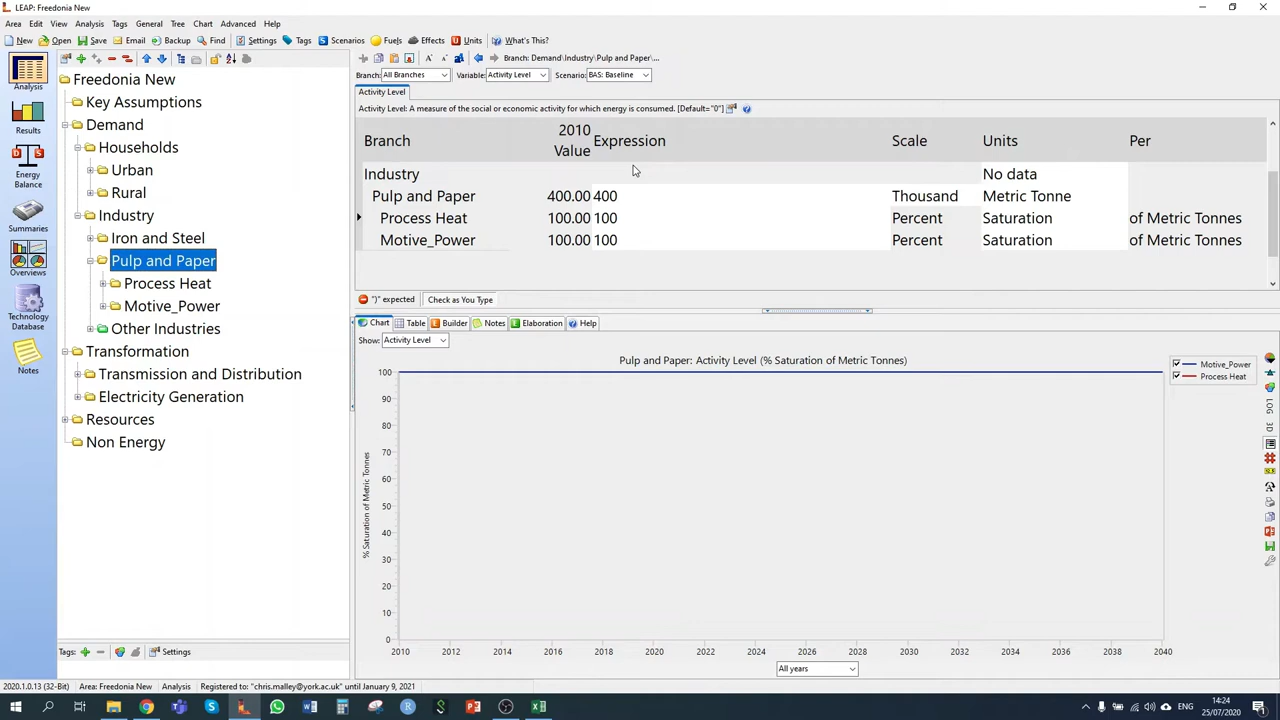 LEAP: Freedonia New
Area Edit View Analysis Tags General Tree Chart Advanced Help
New Open Save Email Backup Find Settings Tags Scenarios Fuels Effects Units What's This?
Branch: Demand\Industry\Pulp and Paper\...
Branch: All Branches Variable: Activity Level Scenario: BAS: Baseline
Activity Level
Activity Level: A measure of the social or economic activity for which energy is consumed. [Default="0"]
Branch 2010 Value Expression Scale Units Per
Industry No data
Pulp and Paper 400.00 400 Thousand Metric Tonne
Process Heat 100.00 100 Percent Saturation of Metric Tonnes
Motive_Power 100.00 100 Percent Saturation of Metric Tonnes
")" expected Check as You Type
Chart Table Builder Notes Elaboration Help
Show: Activity Level
Pulp and Paper: Activity Level (% Saturation of Metric Tonnes)
Motive_Power
Process Heat
LOG
3D
% Saturation of Metric Tonnes
100
90
80
70
60
50
40
30
20
10
0
2010 2012 2014 2016 2018 2020 2022 2024 2026 2028 2030 2032 2034 2036 2038 2040
All years
Analysis
Results
Energy
Balance
Summaries
Overviews
Technology
Database
Notes
Freedonia New
Key Assumptions
Demand
Households
Urban
Rural
Industry
Iron and Steel
Pulp and Paper
Process Heat
Motive_Power
Other Industries
Transformation
Transmission and Distribution
Electricity Generation
Resources
Non Energy
Tags: Settings
2020.1.0.13 (32-Bit) Area: Freedonia New Analysis Registered to: "chris.malley@york.ac.uk" until January 9, 2021
ENG
14:24
25/07/2020